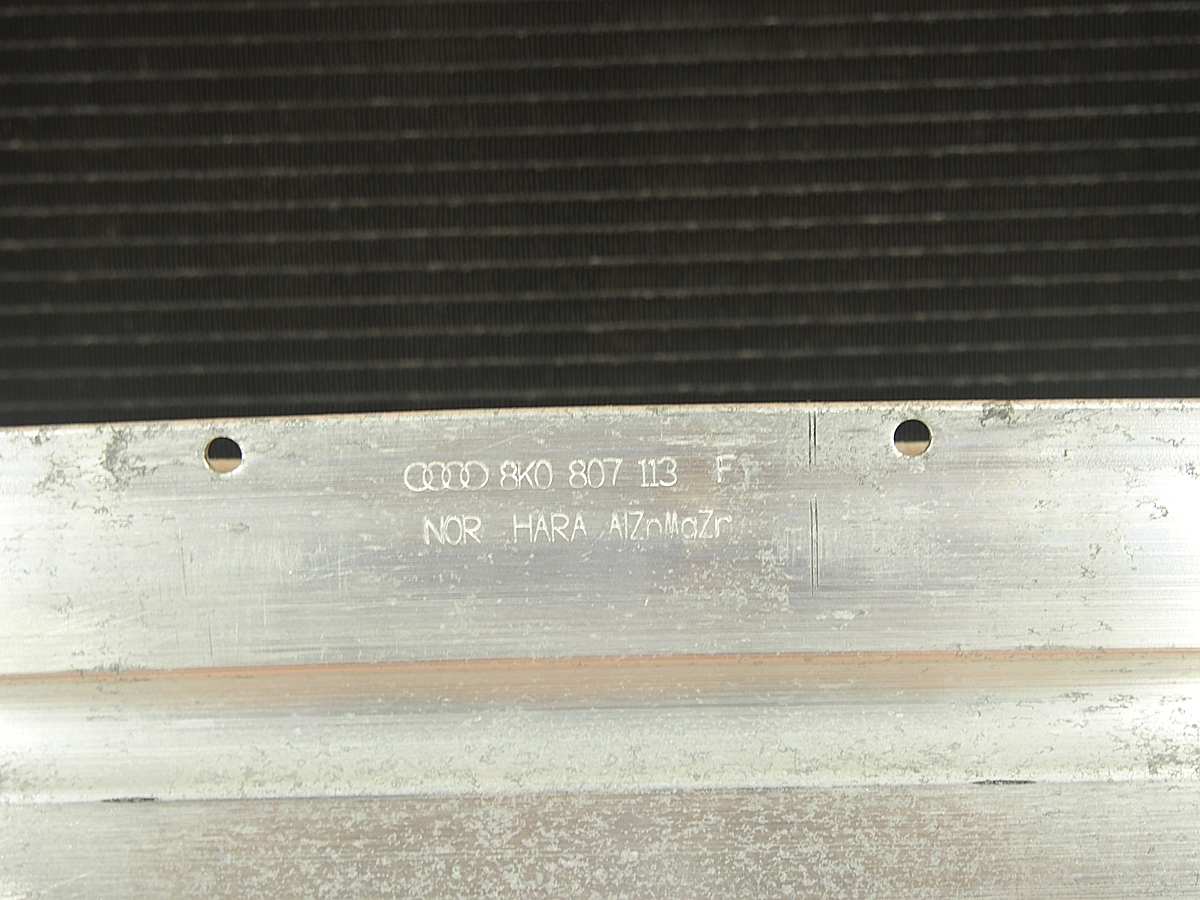 8K0 807 113 F
NOR HARA AlZnMgZr